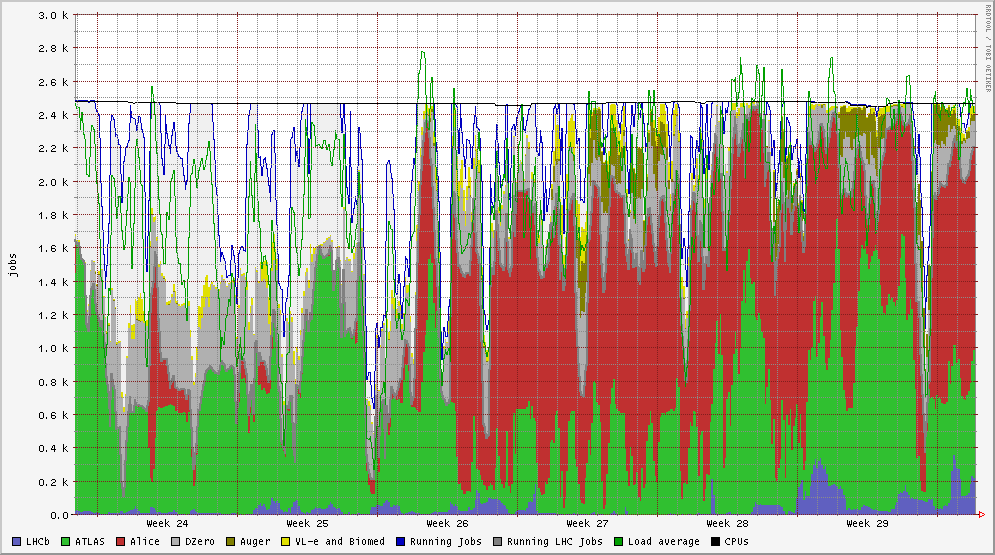 3.0 k
2.8 k
2.6 k
2.4 k
2.2 k
2.0 k
1.8 k
1.6 k
1.4 k
1.2 k
1.0 k
0.8 k
0.6 k
0.4 k
0.2 k
0.0
jobs
RRDTOOL / TOBI OETIKER
Week 24 Week 25 Week 26 Week 27 Week 28 Week 29
LHCb ATLAS Alice DZero Auger VL-e and Biomed Running Jobs Running LHC Jobs Load average CPUs